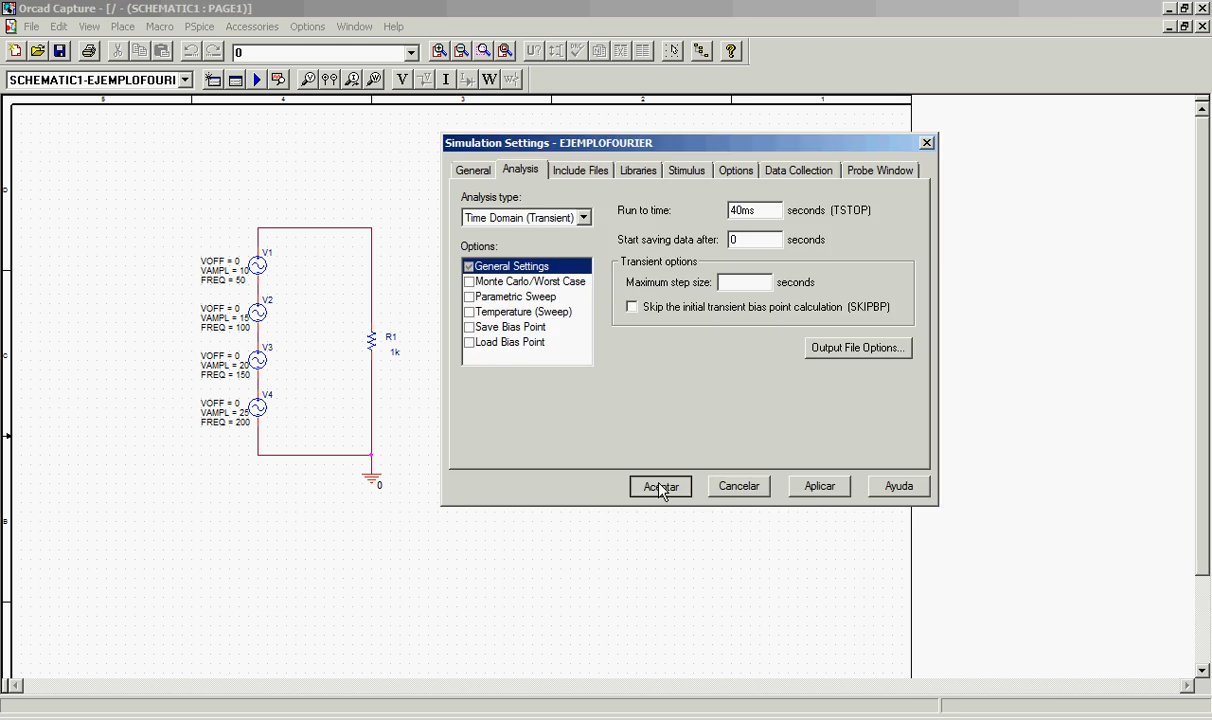 Orcad Capture - [/ - (SCHEMATIC1 : PAGE1)]
File Edit View Place Macro PSpice Accessories Options Window Help
0
U?
SCHEMATIC1-EJEMPLOFOURI
V I W
5 4 3 2 1
D
C
B
VOFF = 0
VAMPL = 10
FREQ = 50
V1
VOFF = 0
VAMPL = 15
FREQ = 100
V2
VOFF = 0
VAMPL = 20
FREQ = 150
V3
VOFF = 0
VAMPL = 25
FREQ = 200
V4
R1
1k
0
Simulation Settings - EJEMPLOFOURIER
General Analysis Include Files Libraries Stimulus Options Data Collection Probe Window
Analysis type:
Time Domain (Transient)
Options:
General Settings
Monte Carlo/Worst Case
Parametric Sweep
Temperature (Sweep)
Save Bias Point
Load Bias Point
Run to time: 40ms seconds (TSTOP)
Start saving data after: 0 seconds
Transient options
Maximum step size: seconds
Skip the initial transient bias point calculation (SKIPBP)
Output File Options...
Aceptar Cancelar Aplicar Ayuda